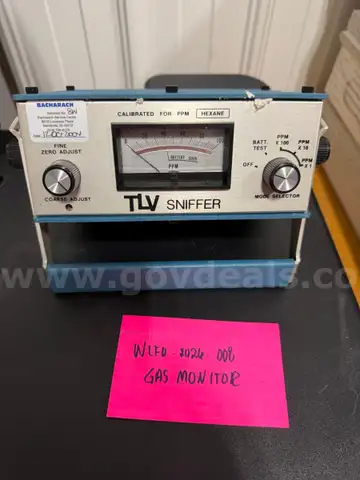 BACHARACH
CALIBRATED FOR PPM HEXANE
FINE
ZERO ADJUST
COARSE ADJUST
BATTERY
PPM
BATT.
TEST
OFF
PPM
X 100
PPM
X 10
PPM
X 1
MODE SELECTOR
TLV SNIFFER
www.govdeals.com
WLFD-2024-008
GAS MONITOR